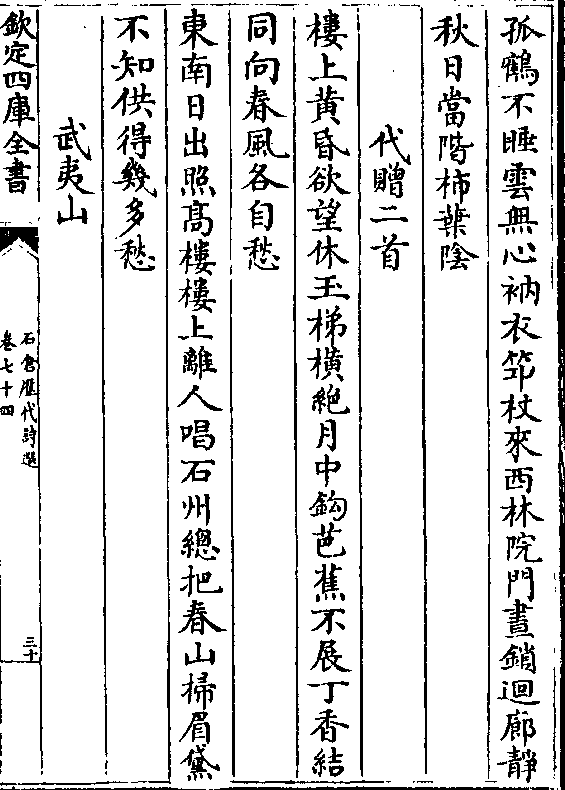 孤鶴不睡雲無心衲衣筇杖來西林院門晝鎖迴廊靜
秋日當階柿葉陰
代贈二首
樓上黃昏欲望休玉梯橫絕月中鈎芭蕉不展丁香結
同向春風各自愁
東南日出照高樓樓上離人唱石州總把春山掃眉黛
不知供得幾多愁
武夷山
欽定四庫全書
石倉歷代詩選
卷七十四
三十